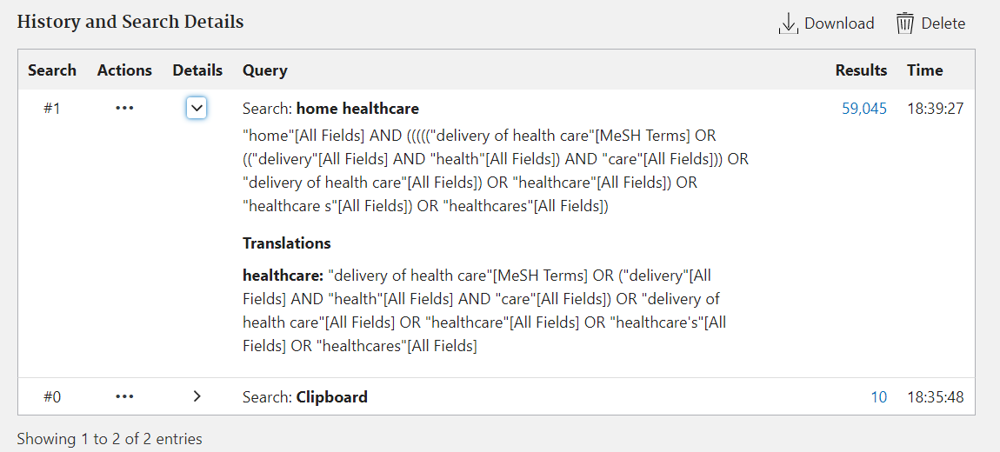 History and Search Details
Download Delete
Search Actions Details Query Results Time
#1 ••• Search: home healthcare 59,045 18:39:27
"home"[All Fields] AND ((((("delivery of health care"[MeSH Terms] OR
(("delivery"[All Fields] AND "health"[All Fields]) AND "care"[All Fields])) OR
"delivery of health care"[All Fields]) OR "healthcare"[All Fields]) OR
"healthcare s"[All Fields]) OR "healthcares"[All Fields])
Translations
healthcare: "delivery of health care"[MeSH Terms] OR ("delivery"[All
Fields] AND "health"[All Fields] AND "care"[All Fields]) OR "delivery of
health care"[All Fields] OR "healthcare"[All Fields] OR "healthcare's"[All
Fields] OR "healthcares"[All Fields]
#0 ••• Search: Clipboard 10 18:35:48
Showing 1 to 2 of 2 entries